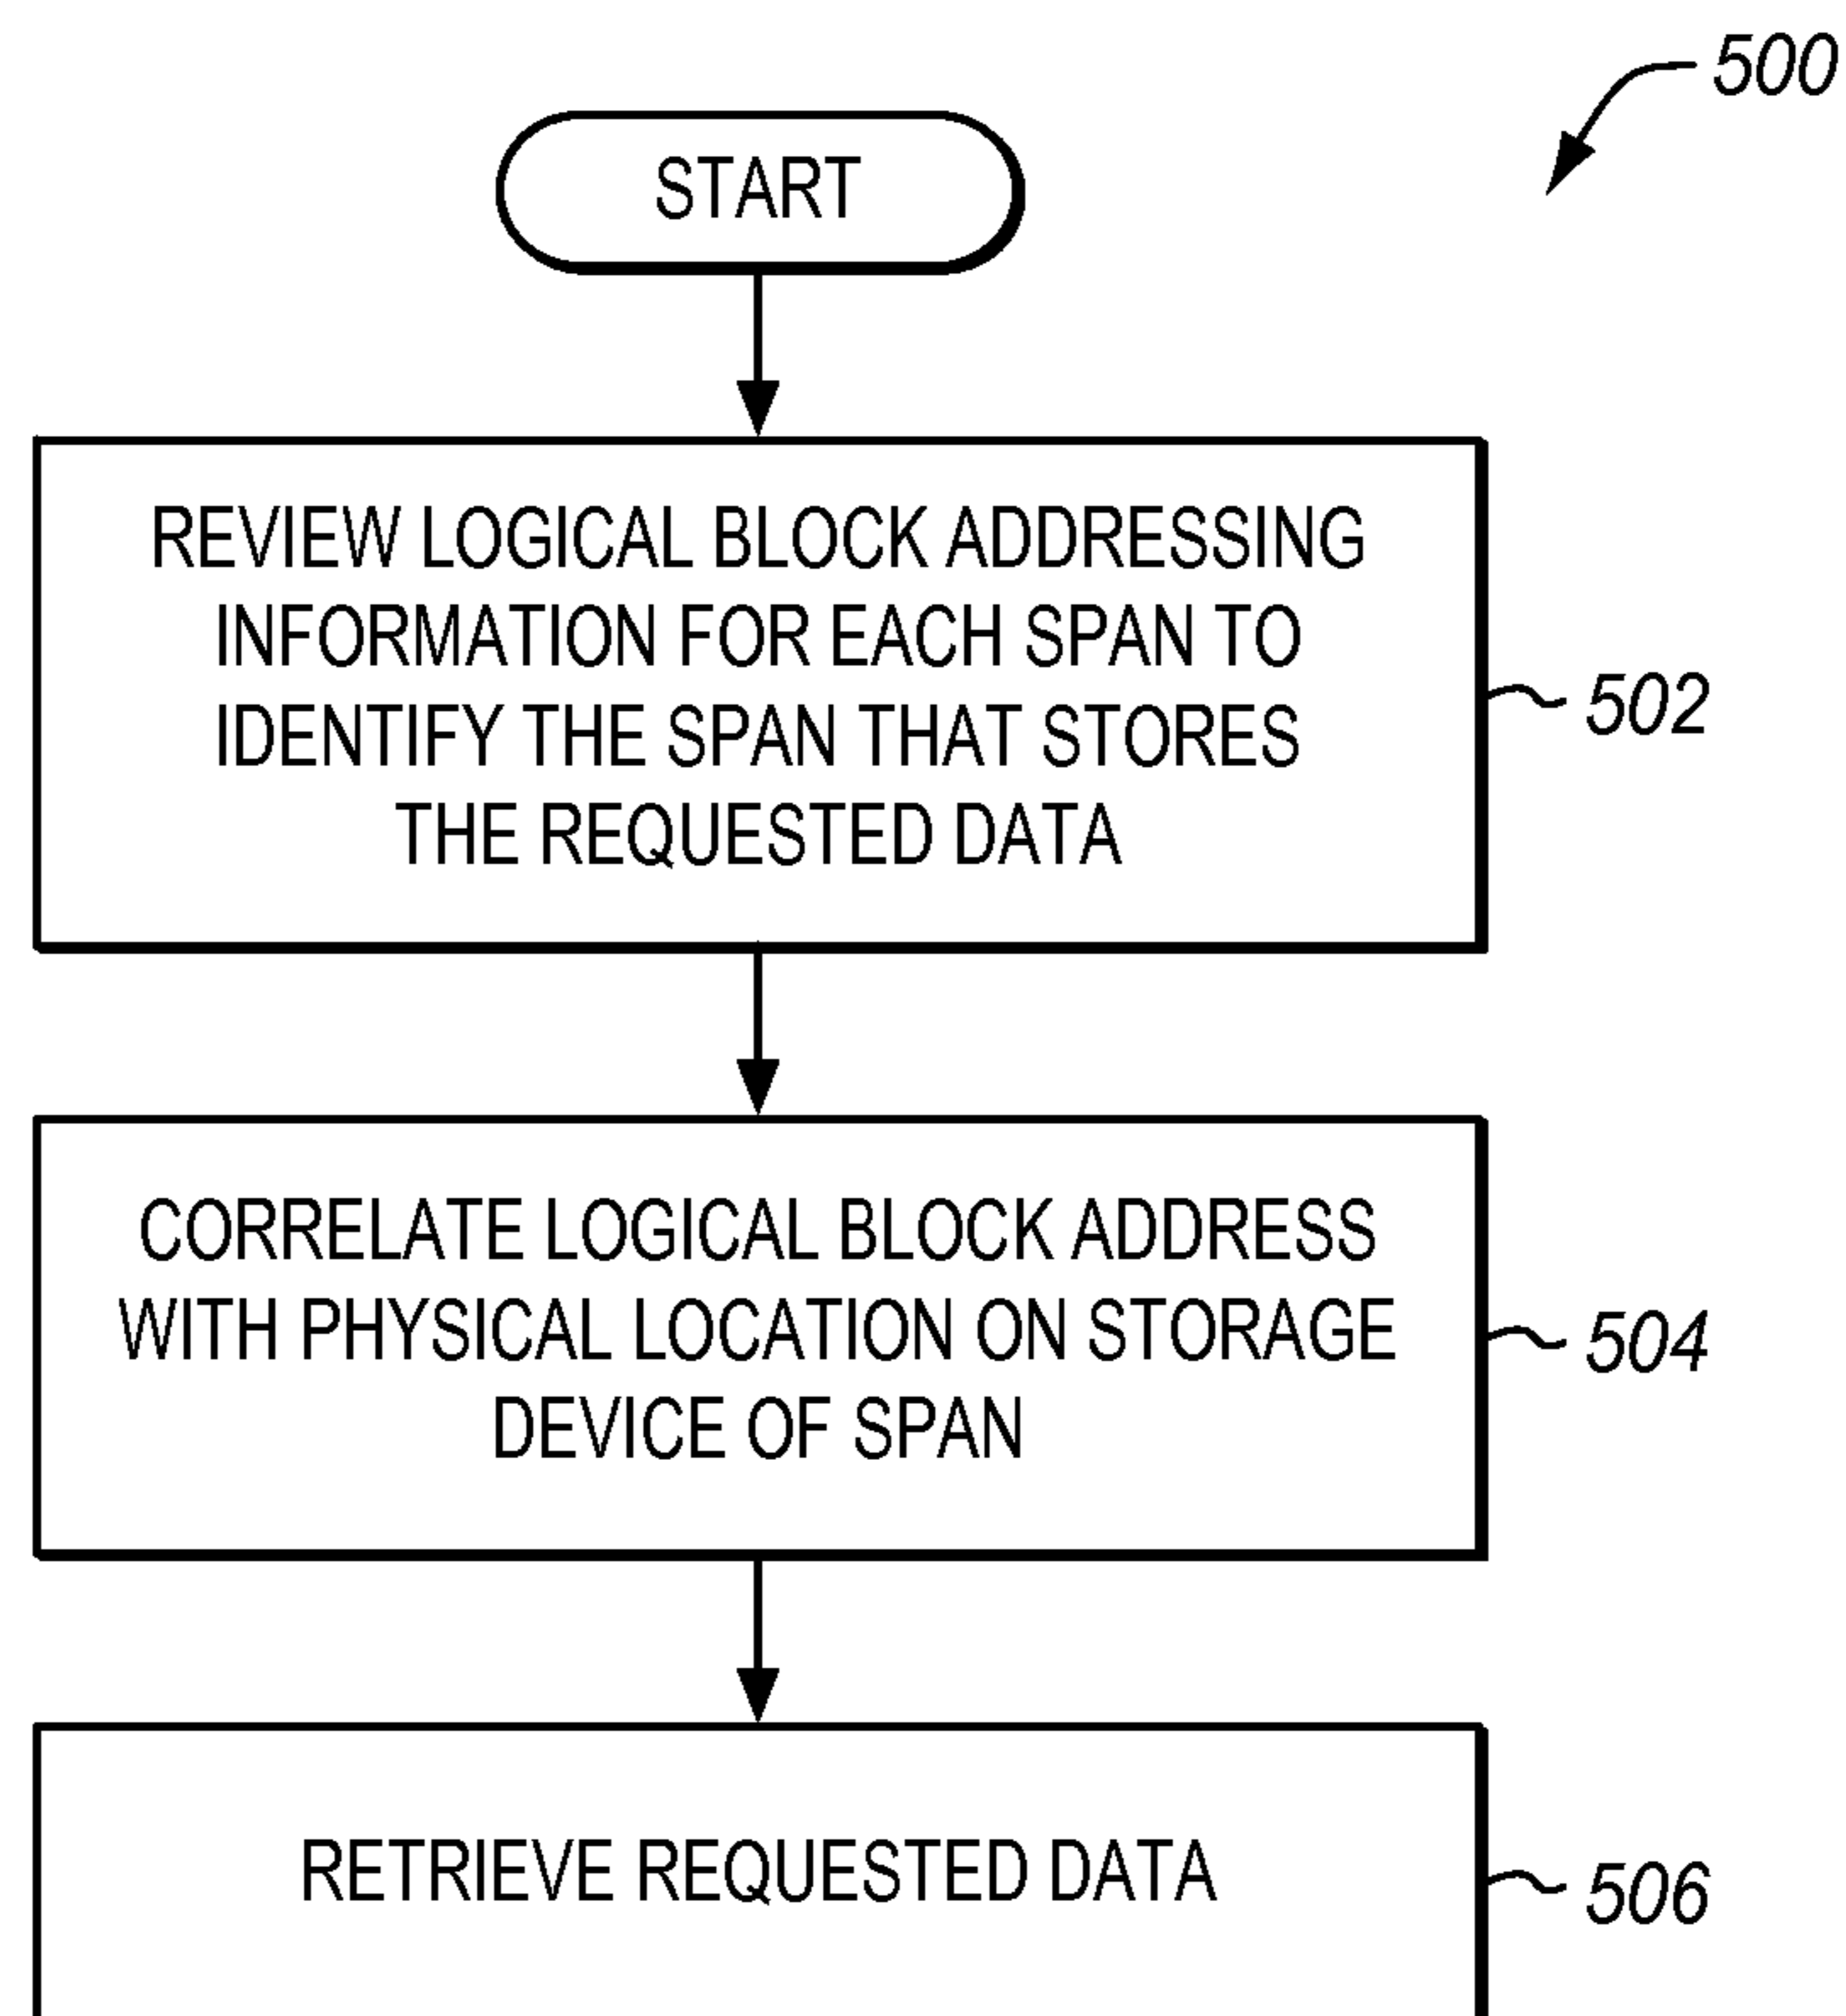 500
START
REVIEW LOGICAL BLOCK ADDRESSING
INFORMATION FOR EACH SPAN TO
IDENTIFY THE SPAN THAT STORES
THE REQUESTED DATA
502
CORRELATE LOGICAL BLOCK ADDRESS
WITH PHYSICAL LOCATION ON STORAGE
DEVICE OF SPAN
504
RETRIEVE REQUESTED DATA
506